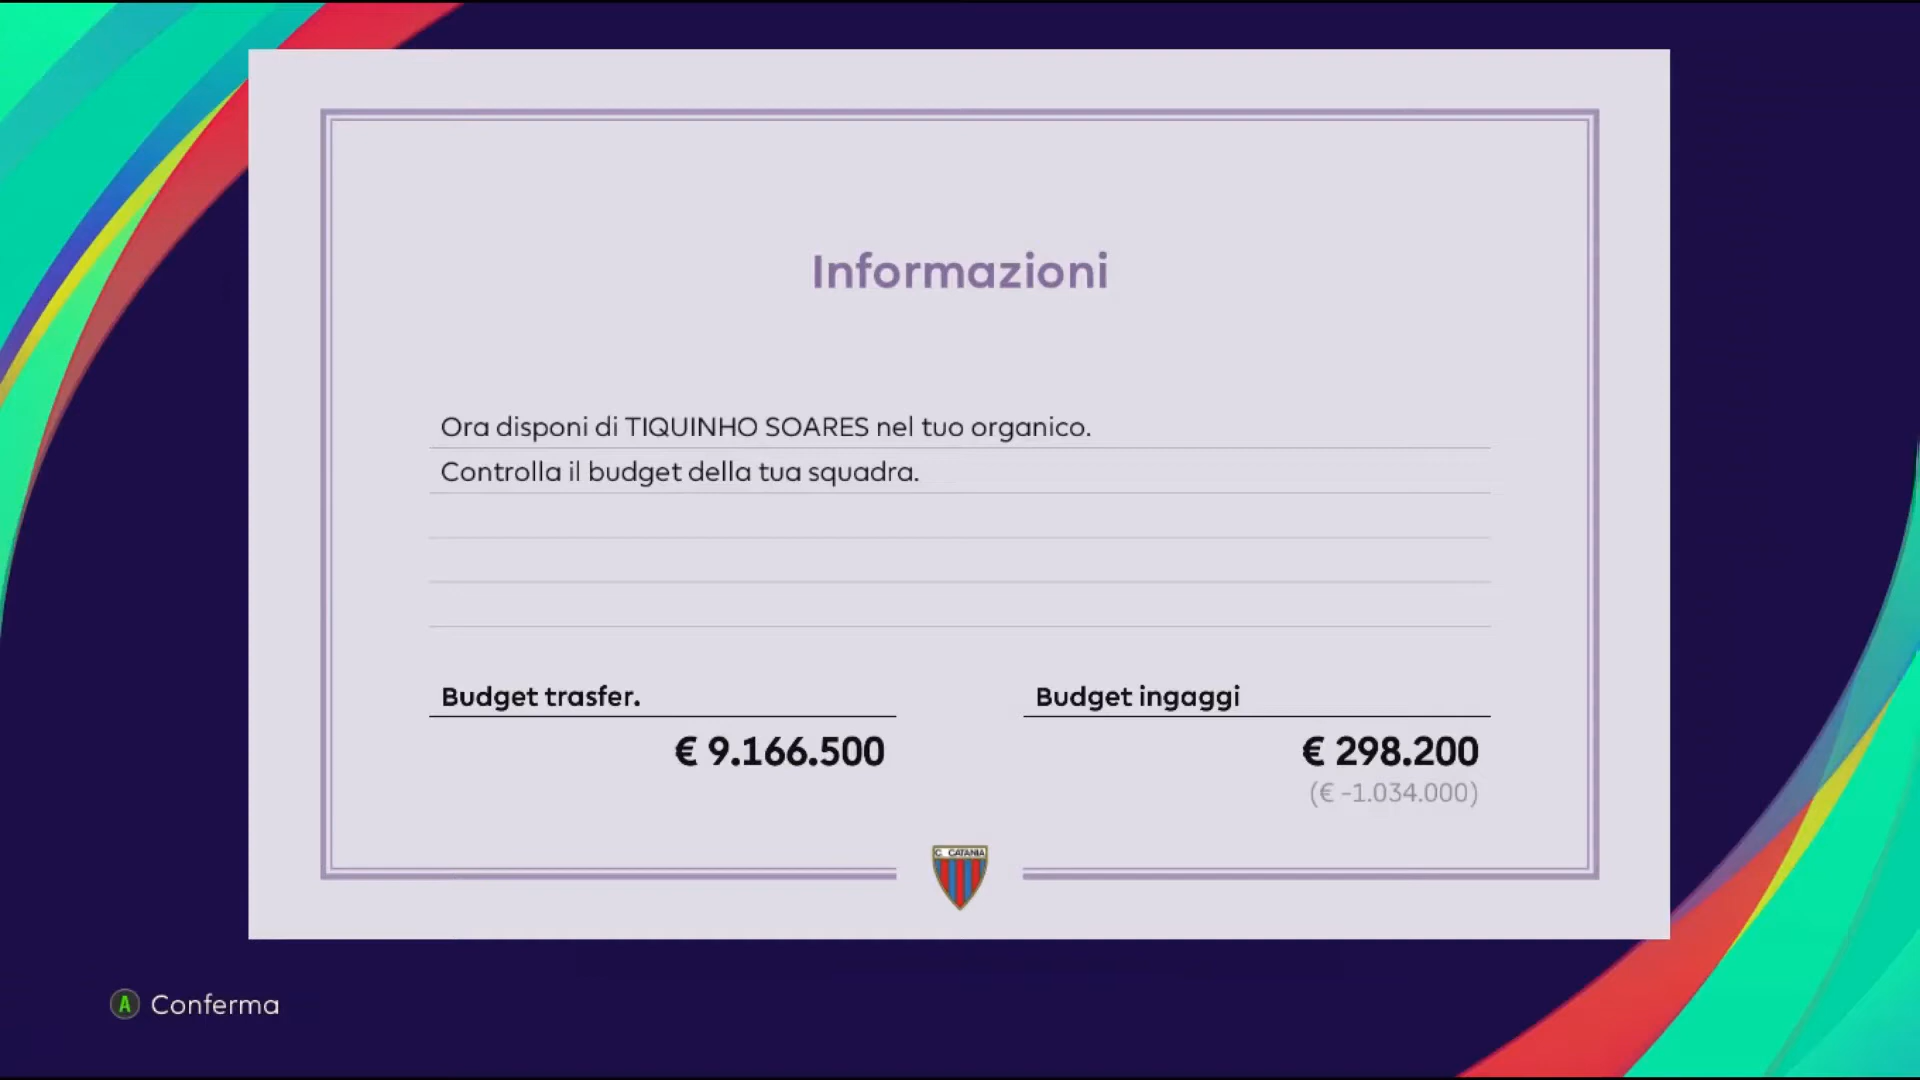 Informazioni
Ora disponi di TIQUINHO SOARES nel tuo organico.
Controlla il budget della tua squadra.
Budget trasfer.
Budget ingaggi
€ 9.166.500
€ 298.200
(€ -1.034.000)
C. CATANIA
A Conferma